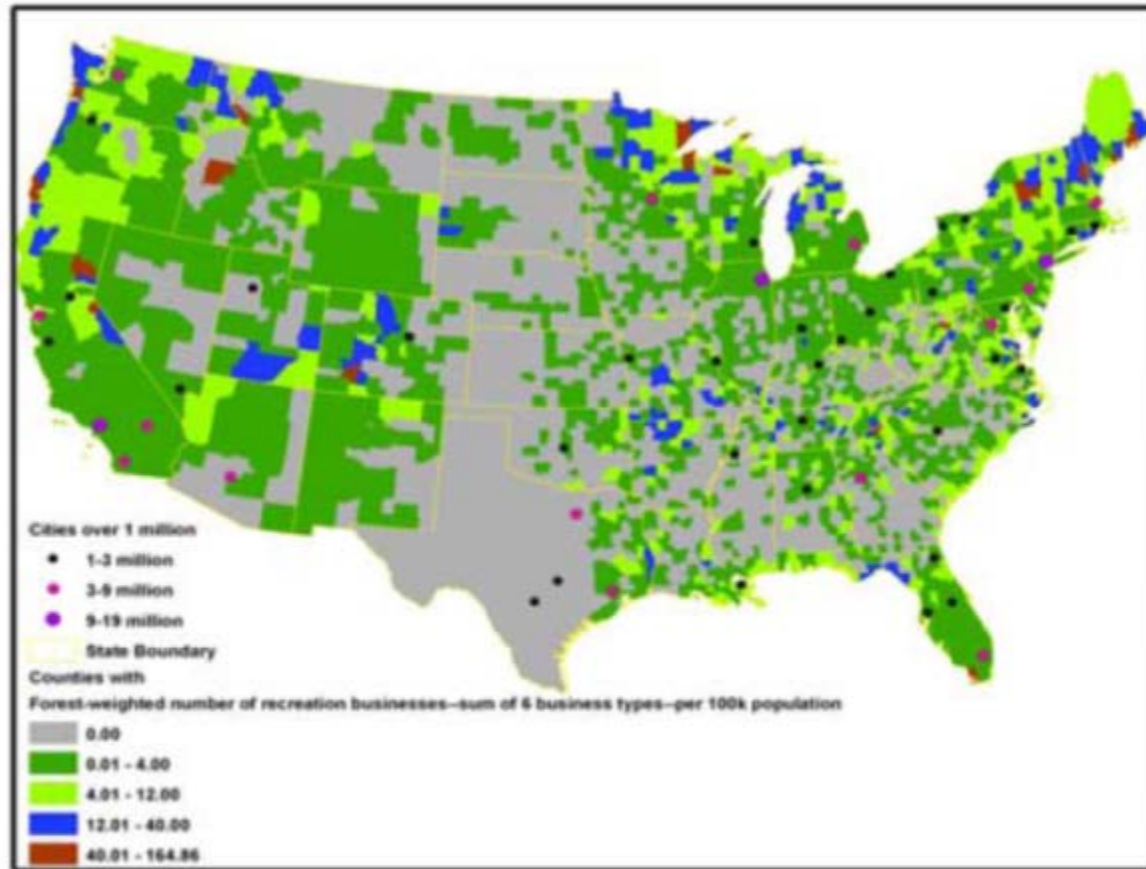 Cities over 1 million
1-3 million
3-9 million
9-19 million
State Boundary
Counties with
Forest-weighted number of recreation businesses--sum of 6 business types--per 100k population
0.00
0.01 - 4.00
4.01 - 12.00
12.01 - 40.00
40.01 - 164.86